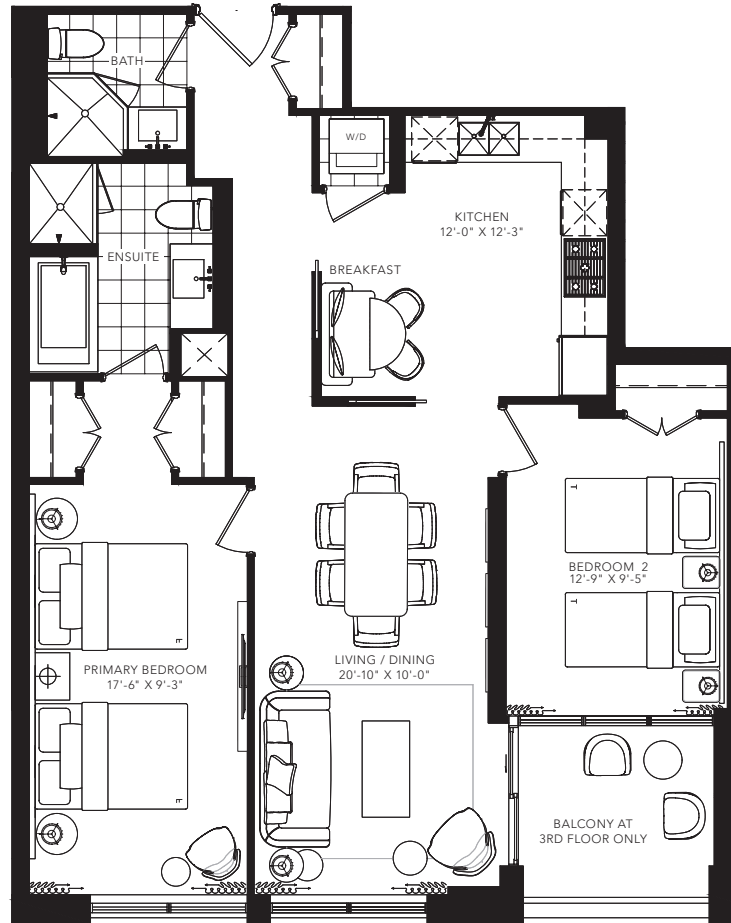 BATH
W/D
KITCHEN
12'-0" X 12'-3"
ENSUITE
BREAKFAST
BEDROOM 2
12'-9" X 9'-5"
LIVING / DINING
20'-10" X 10'-0"
PRIMARY BEDROOM
17'-6" X 9'-3"
BALCONY AT
3RD FLOOR ONLY
T
T
F
F